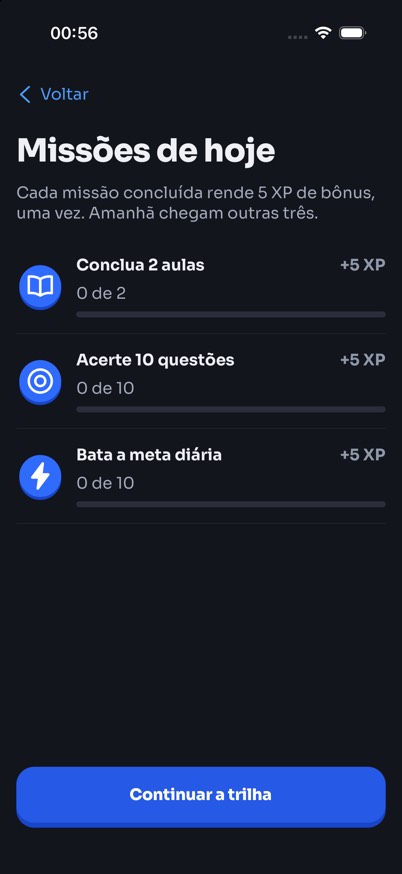 00:56
Voltar
Missões de hoje
Cada missão concluída rende 5 XP de bônus,
uma vez. Amanhã chegam outras três.
Conclua 2 aulas +5 XP
0 de 2
Acerte 10 questões +5 XP
0 de 10
Bata a meta diária +5 XP
0 de 10
Continuar a trilha